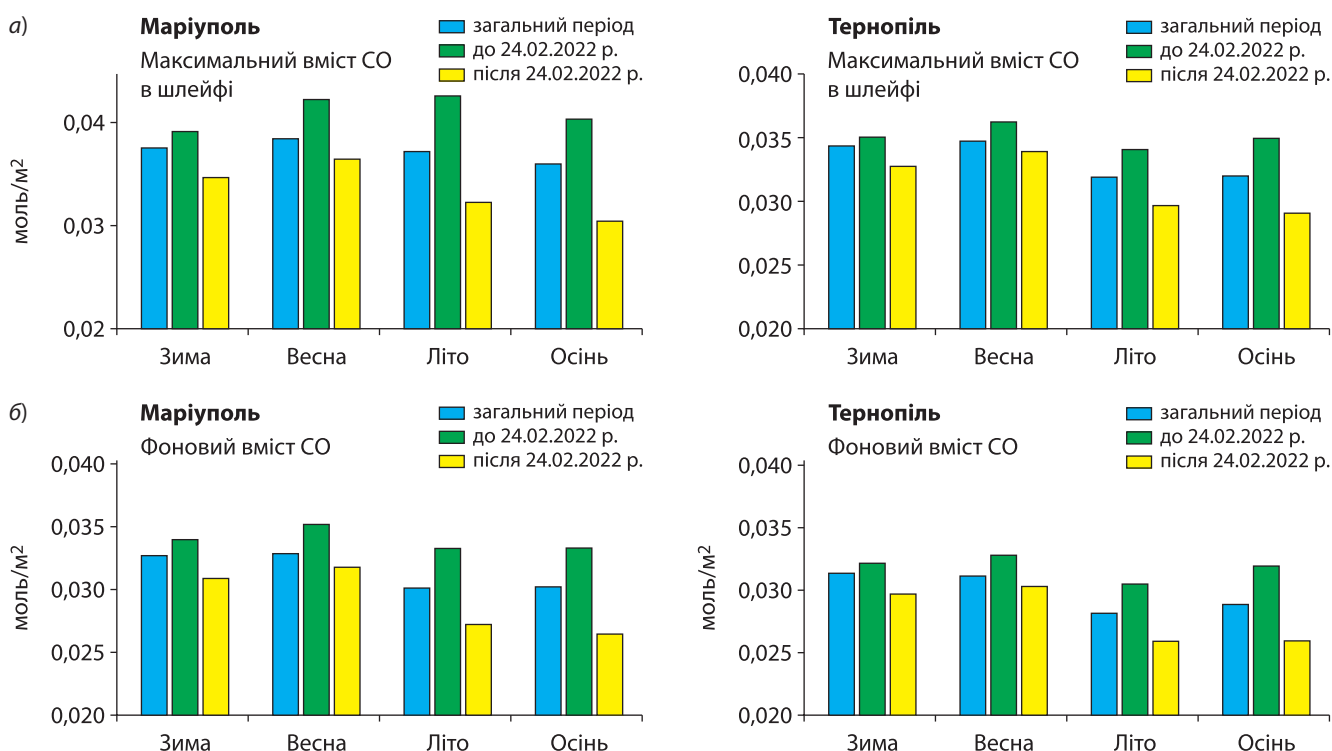 а)
Маріуполь
Максимальний вміст СО
в шлейфі
загальний період
до 24.02.2022 р.
після 24.02.2022 р.
моль/м²
0,04
0,03
0,02
Зима Весна Літо Осінь
Тернопіль
Максимальний вміст СО
в шлейфі
загальний період
до 24.02.2022 р.
після 24.02.2022 р.
0,040
0,035
0,030
0,025
0,020
Зима Весна Літо Осінь
б)
Маріуполь
Фоновий вміст СО
загальний період
до 24.02.2022 р.
після 24.02.2022 р.
моль/м²
0,040
0,035
0,030
0,025
0,020
Зима Весна Літо Осінь
Тернопіль
Фоновий вміст СО
загальний період
до 24.02.2022 р.
після 24.02.2022 р.
моль/м²
0,040
0,035
0,030
0,025
0,020
Зима Весна Літо Осінь